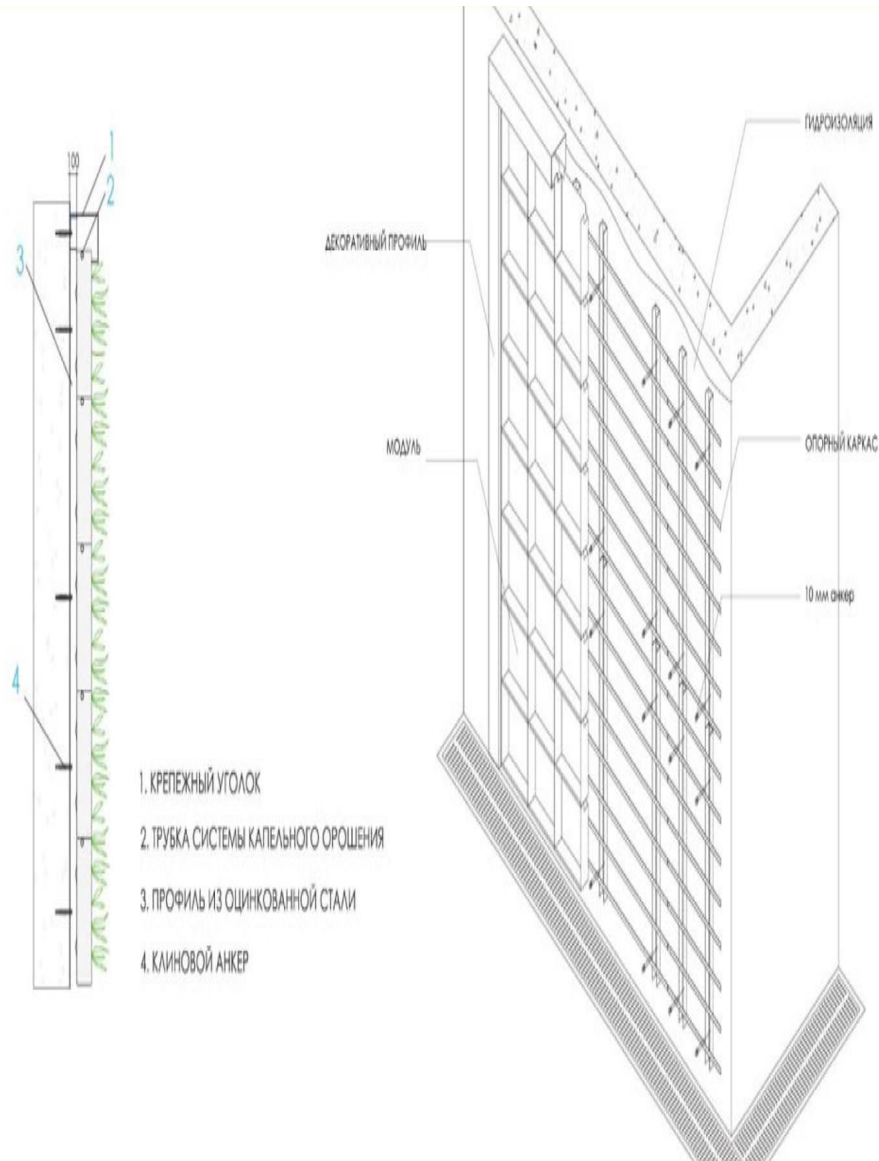 100
1
2
3
4
1. КРЕПЕЖНЫЙ УГОЛОК
2. ТРУБКА СИСТЕМЫ КАПЕЛЬНОГО ОРОШЕНИЯ
3. ПРОФИЛЬ ИЗ ОЦИНКОВАННОЙ СТАЛИ
4. КЛИНОВОЙ АНКЕР
ДЕКОРАТИВНЫЙ ПРОФИЛЬ
МОДУЛЬ
ГИДРОИЗОЛЯЦИЯ
ОПОРНЫЙ КАРКАС
10 мм анкер